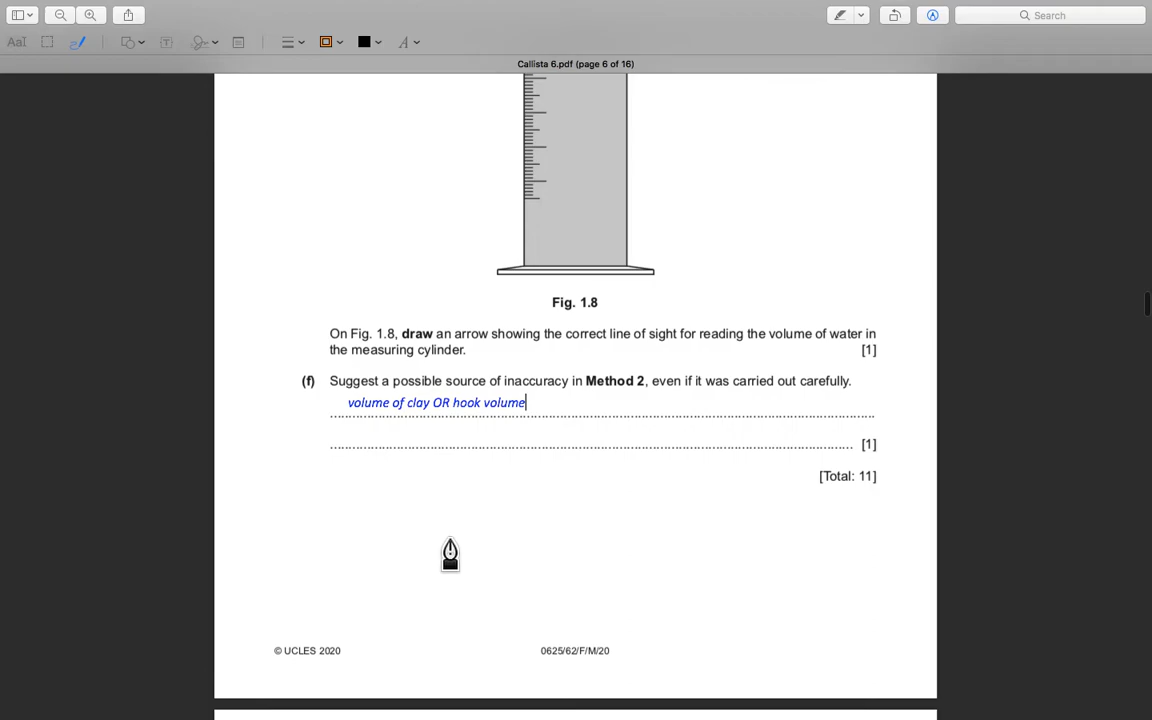 Search
AaI
T
A
Callista 6.pdf (page 6 of 16)
Fig. 1.8
On Fig. 1.8, draw an arrow showing the correct line of sight for reading the volume of water in
the measuring cylinder. [1]
(f) Suggest a possible source of inaccuracy in Method 2, even if it was carried out carefully.
volume of clay OR hook volume
[1]
[Total: 11]
© UCLES 2020 0625/62/F/M/20